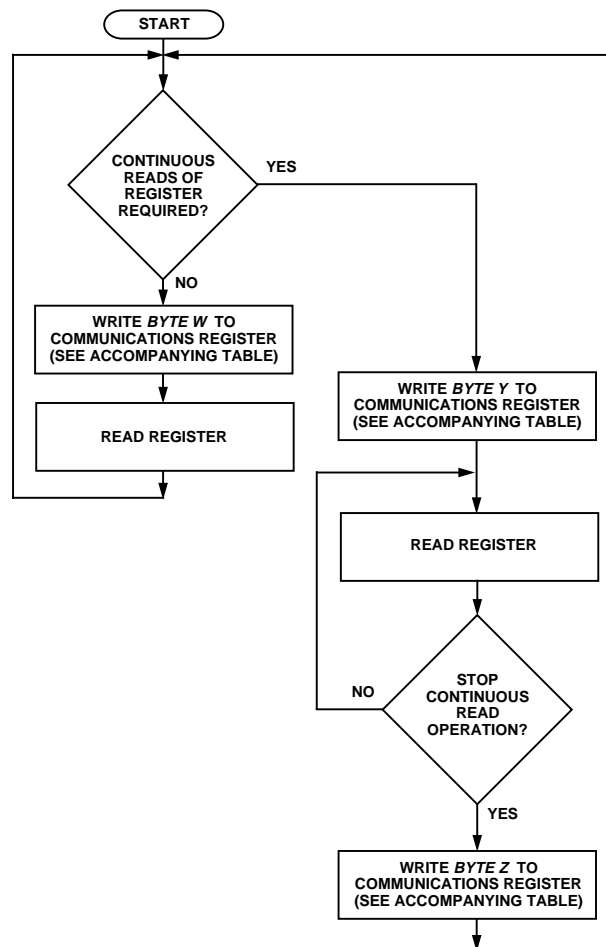 START
CONTINUOUS
READS OF
REGISTER
REQUIRED?
YES
NO
WRITE BYTE W TO
COMMUNICATIONS REGISTER
(SEE ACCOMPANYING TABLE)
READ REGISTER
WRITE BYTE Y TO
COMMUNICATIONS REGISTER
(SEE ACCOMPANYING TABLE)
READ REGISTER
STOP
CONTINUOUS
READ
OPERATION?
NO
YES
WRITE BYTE Z TO
COMMUNICATIONS REGISTER
(SEE ACCOMPANYING TABLE)